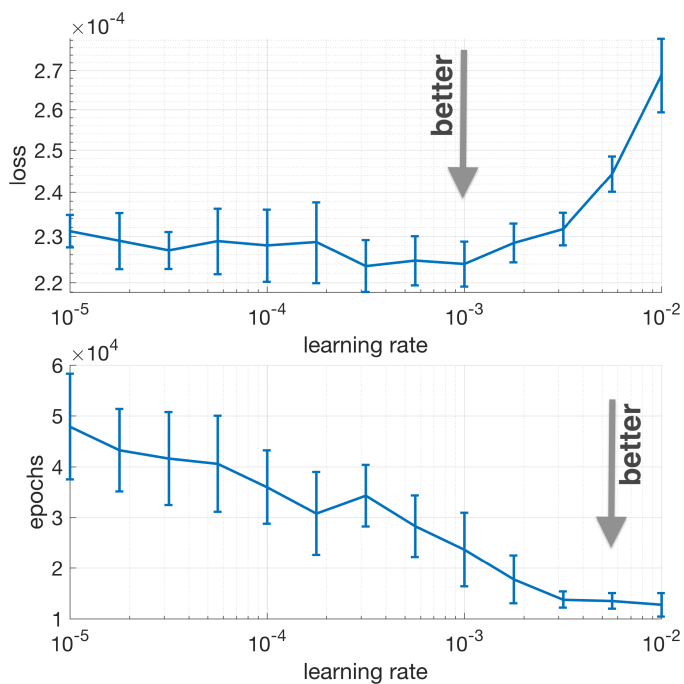 ×10⁻⁴
2.7
2.6
2.5
2.4
2.3
2.2
loss
better
10⁻⁵ 10⁻⁴ 10⁻³ 10⁻²
learning rate
×10⁴
6
5
4
3
2
1
epochs
better
10⁻⁵ 10⁻⁴ 10⁻³ 10⁻²
learning rate